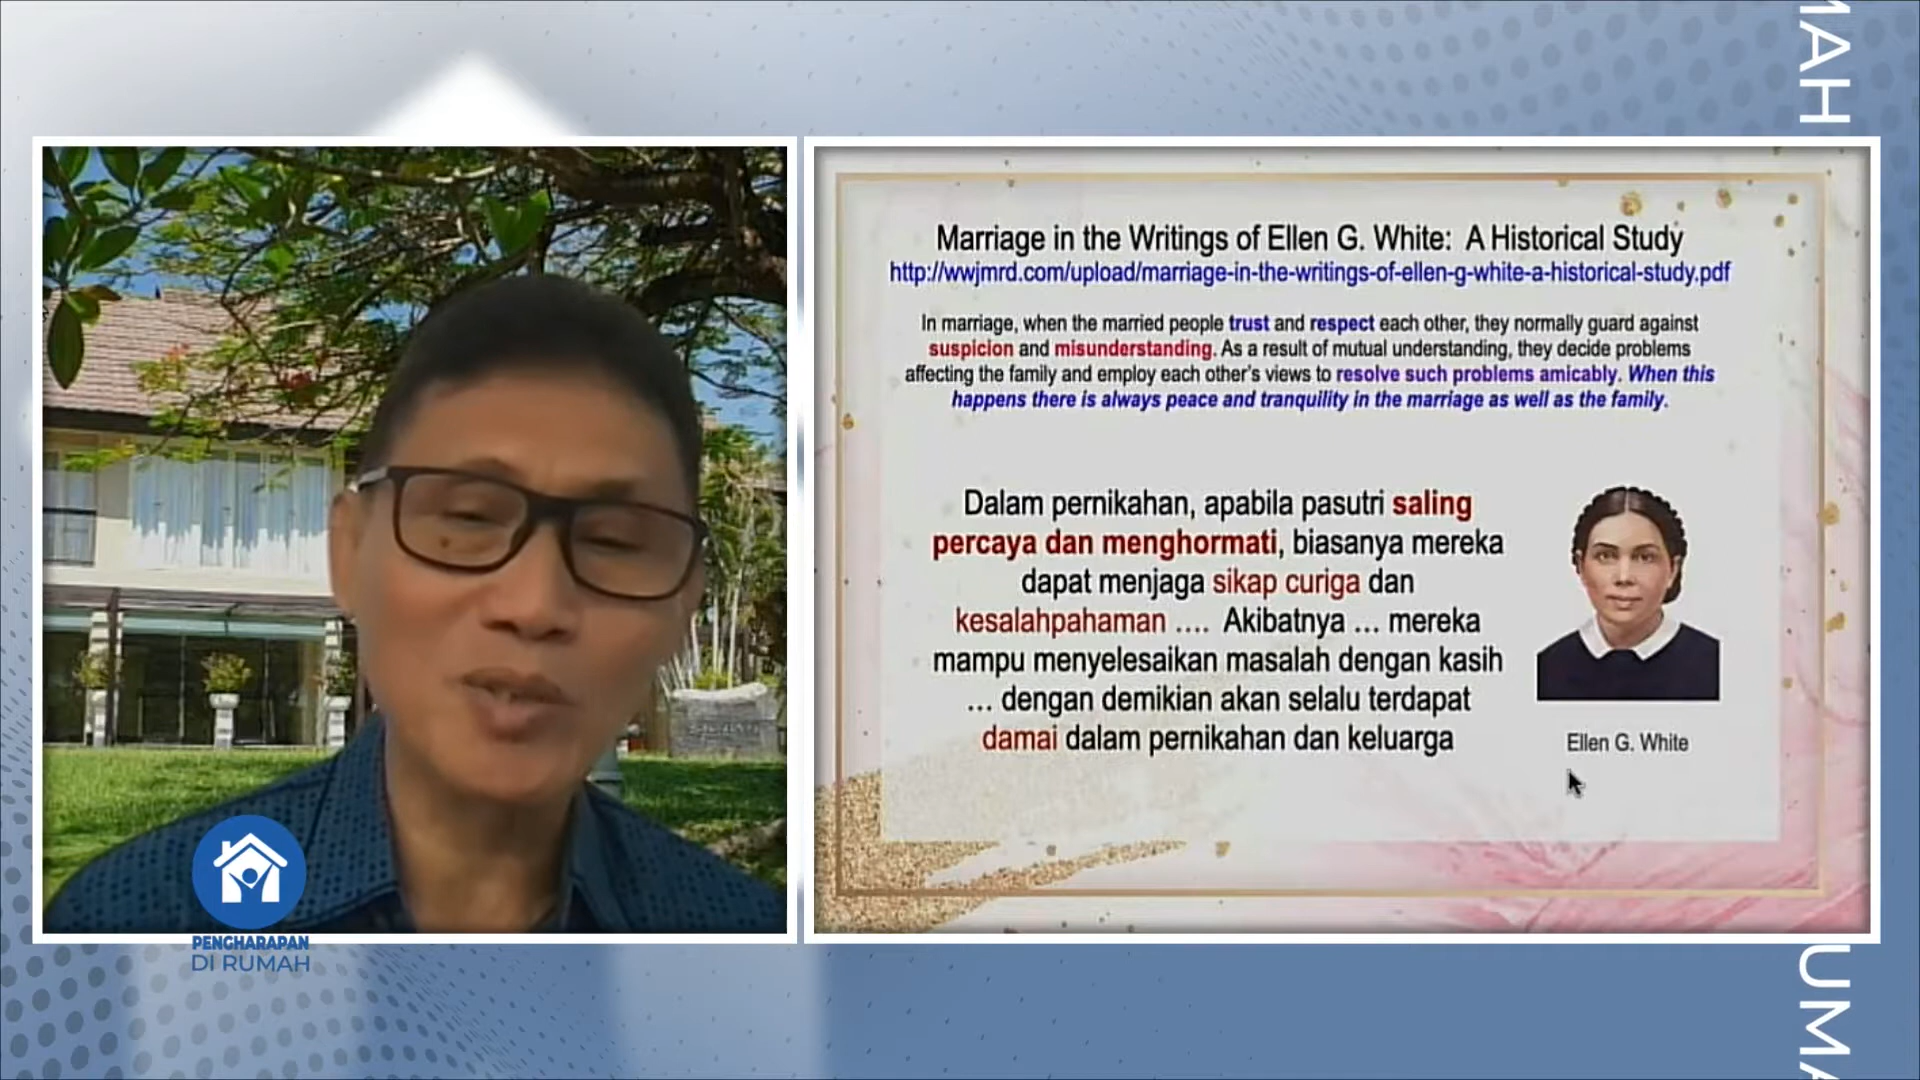 Marriage in the Writings of Ellen G. White: A Historical Study
http://wwjmrd.com/upload/marriage-in-the-writings-of-ellen-g-white-a-historical-study.pdf
In marriage, when the married people trust and respect each other, they normally guard against
suspicion and misunderstanding. As a result of mutual understanding, they decide problems
affecting the family and employ each other's views to resolve such problems amicably. When this
happens there is always peace and tranquility in the marriage as well as the family.
Dalam pernikahan, apabila pasutri saling
percaya dan menghormati, biasanya mereka
dapat menjaga sikap curiga dan
kesalahpahaman .... Akibatnya ... mereka
mampu menyelesaikan masalah dengan kasih
... dengan demikian akan selalu terdapat
damai dalam pernikahan dan keluarga
Ellen G. White
PENGHARAPAN
DI RUMAH
MAH
UMA